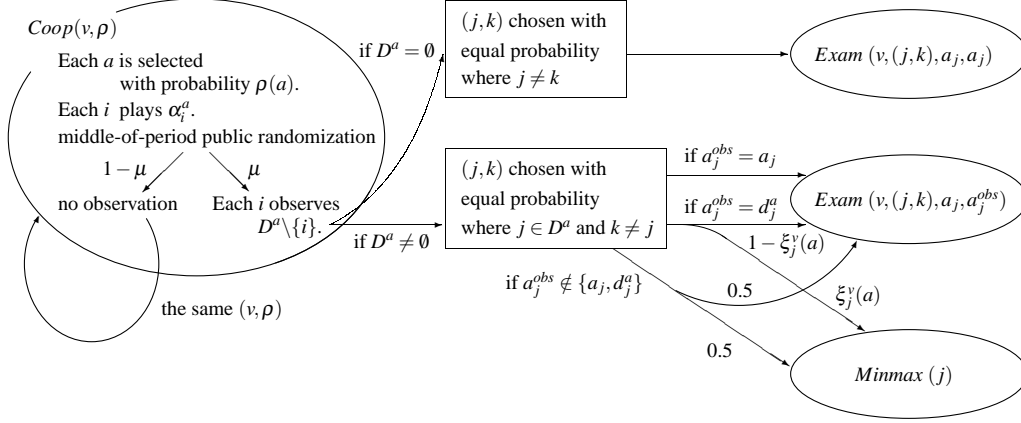 Coop(v, ρ)
Each a is selected
with probability ρ(a).
Each i plays α_i^a.
middle-of-period public randomization
1 − μ
μ
no observation
Each i observes
D^a\{i}.
the same (v, ρ)
if D^a = ∅
if D^a ≠ ∅
(j, k) chosen with
equal probability
where j ≠ k
Exam (v, (j, k), a_j, a_j)
(j, k) chosen with
equal probability
where j ∈ D^a and k ≠ j
if a_j^{obs} = a_j
if a_j^{obs} = d_j^a
1 − ξ_j^v(a)
if a_j^{obs} ∉ {a_j, d_j^a}
0.5
ξ_j^v(a)
0.5
Exam (v, (j, k), a_j, a_j^{obs})
Minmax (j)